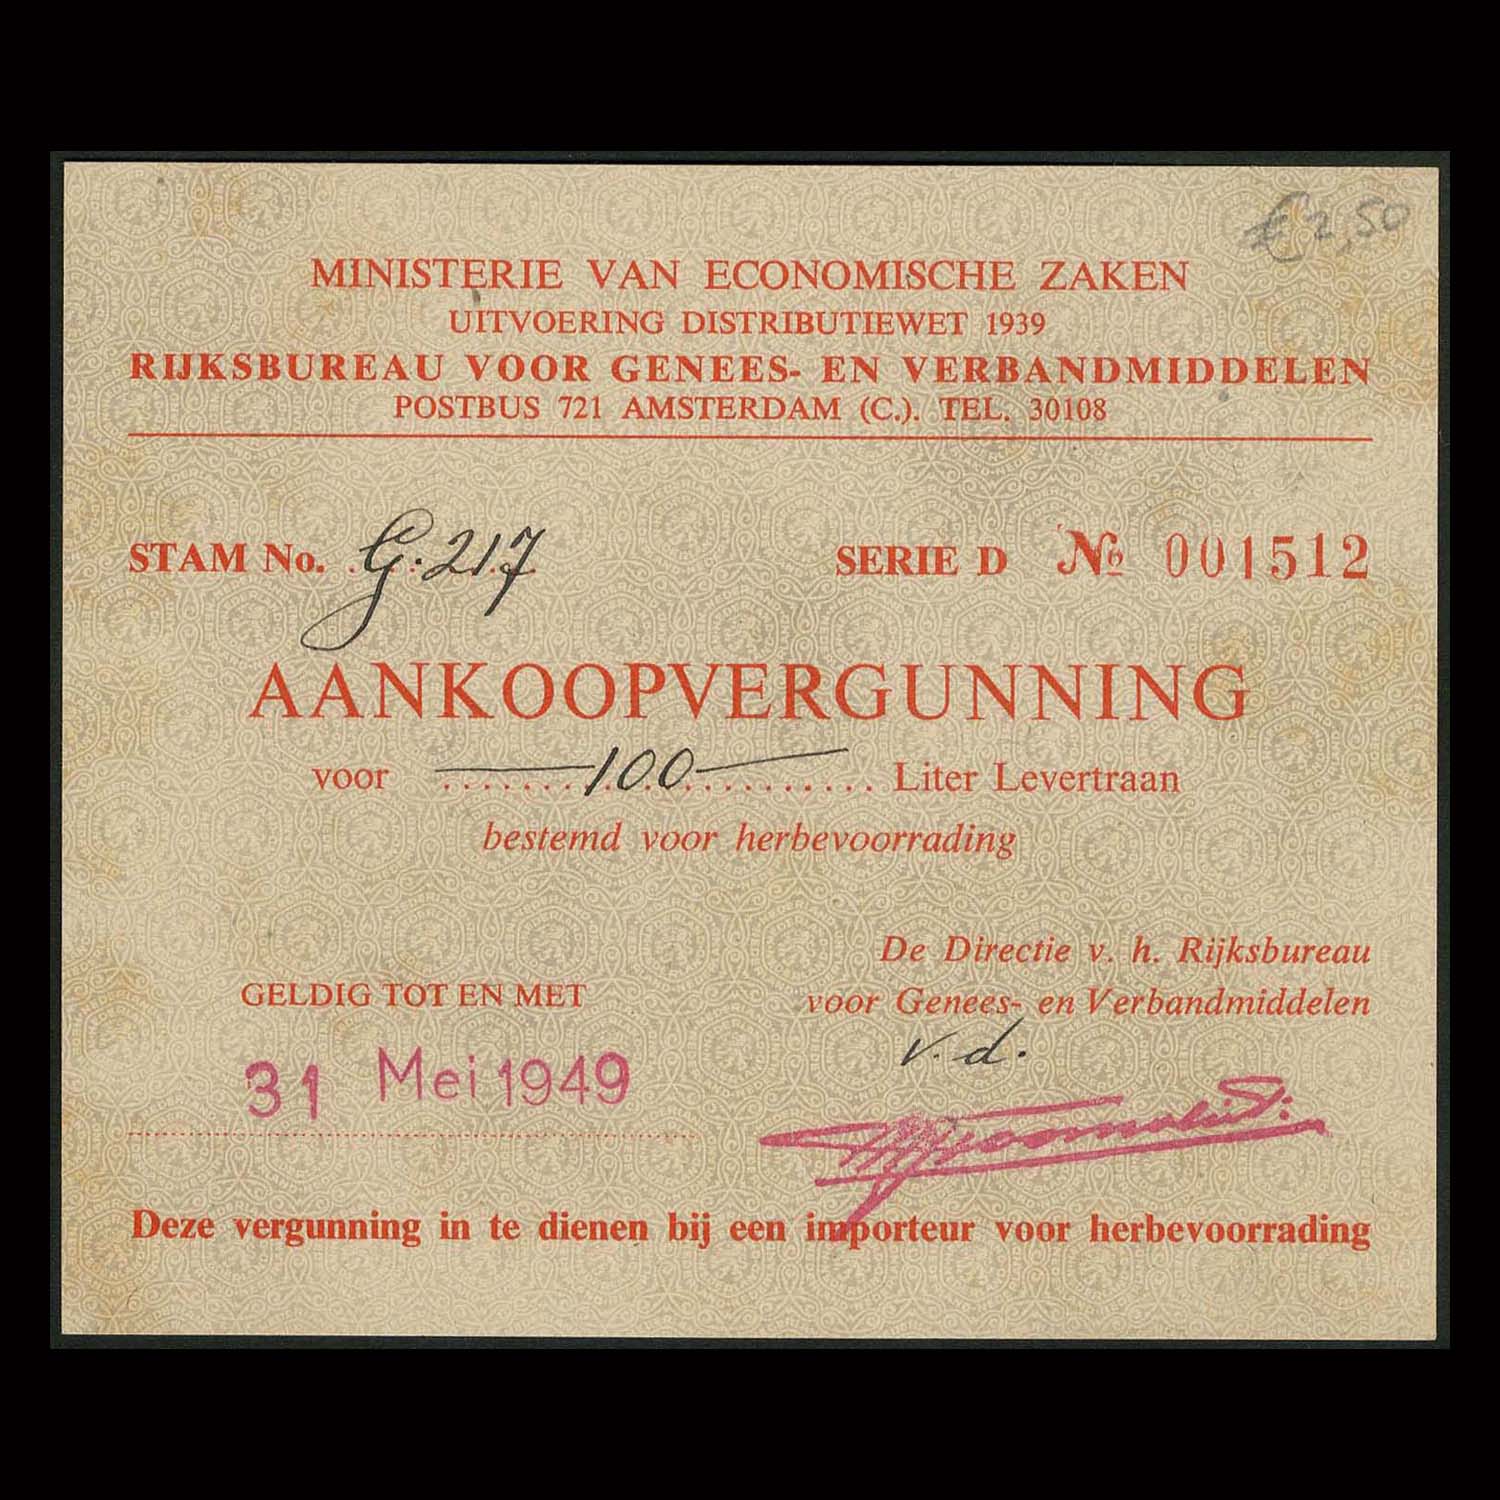 € 2,50
MINISTERIE VAN ECONOMISCHE ZAKEN
UITVOERING DISTRIBUTIEWET 1939
RIJKSBUREAU VOOR GENEES- EN VERBANDMIDDELEN
POSTBUS 721 AMSTERDAM (C.). TEL. 30108
STAM No. G. 217 SERIE D № 001512
AANKOOPVERGUNNING
voor 100 Liter Levertraan
bestemd voor herbevoorrading
De Directie v. h. Rijksbureau
voor Genees- en Verbandmiddelen
GELDIG TOT EN MET
v. d.
31 Mei 1949
Deze vergunning in te dienen bij een importeur voor herbevoorrading